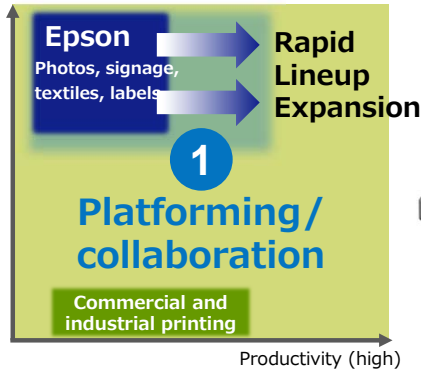 Epson
Photos, signage,
textiles, labels
Rapid
Lineup
Expansion
1
Platforming/
collaboration
Commercial and
industrial printing
Productivity (high)